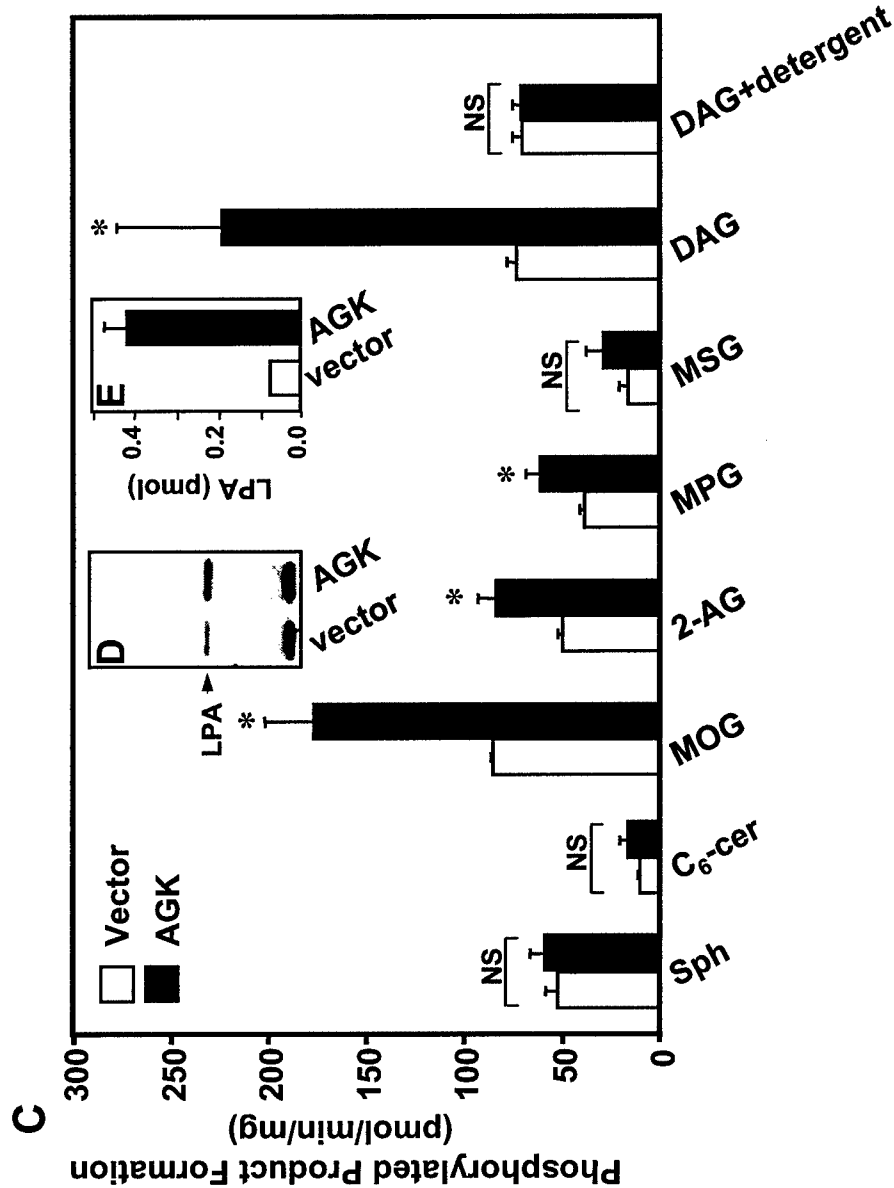 C
Phosphorylated Product Formation
(pmol/min/mg)
300
250
200
150
100
50
0
Vector
AGK
NS
NS
*
*
*
NS
*
NS
Sph
C₆-cer
MOG
2-AG
MPG
MSG
DAG
DAG+detergent
D
LPA
vector
AGK
E
LPA (pmol)
0.4
0.2
0.0
vector
AGK